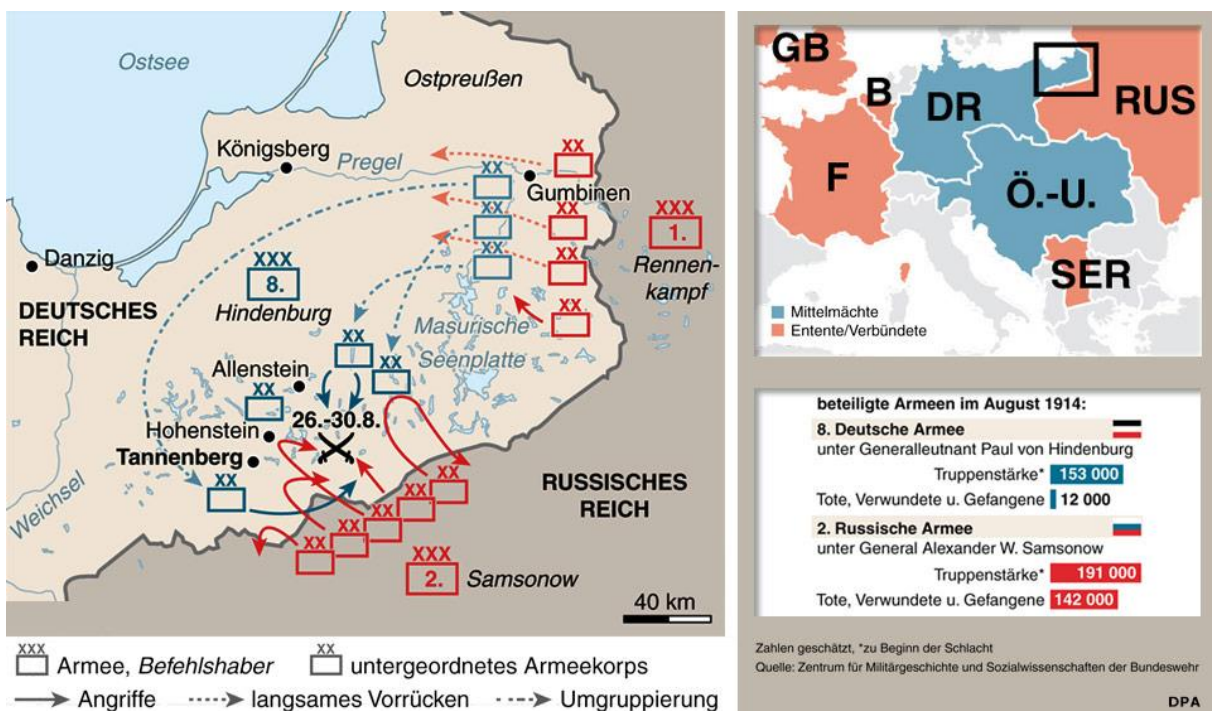 Ostsee
Ostpreußen
Königsberg
Pregel
XX
XX
Gumbinen
XX
XX
XXX
1.
Rennen-
kampf
XX
XX
XX
Danzig
XXX
8.
Hindenburg
DEUTSCHES
REICH
Masurische
Seenplatte
XX
XX
Allenstein
XX
26.-30.8.
Hohenstein
Tannenberg
XX
Weichsel
XX
XX
XX
XX
XX
RUSSISCHES
REICH
XXX
2.
Samsonow
40 km
XXX
Armee, Befehlshaber
XX
untergeordnetes Armeekorps
Angriffe
langsames Vorrücken
Umgruppierung
GB
B
DR
RUS
F
Ö.-U.
SER
Mittelmächte
Entente/Verbündete
beteiligte Armeen im August 1914:
8. Deutsche Armee
unter Generalleutnant Paul von Hindenburg
Truppenstärke* 153 000
Tote, Verwundete u. Gefangene 12 000
2. Russische Armee
unter General Alexander W. Samsonow
Truppenstärke* 191 000
Tote, Verwundete u. Gefangene 142 000
Zahlen geschätzt, *zu Beginn der Schlacht
Quelle: Zentrum für Militärgeschichte und Sozialwissenschaften der Bundeswehr
DPA